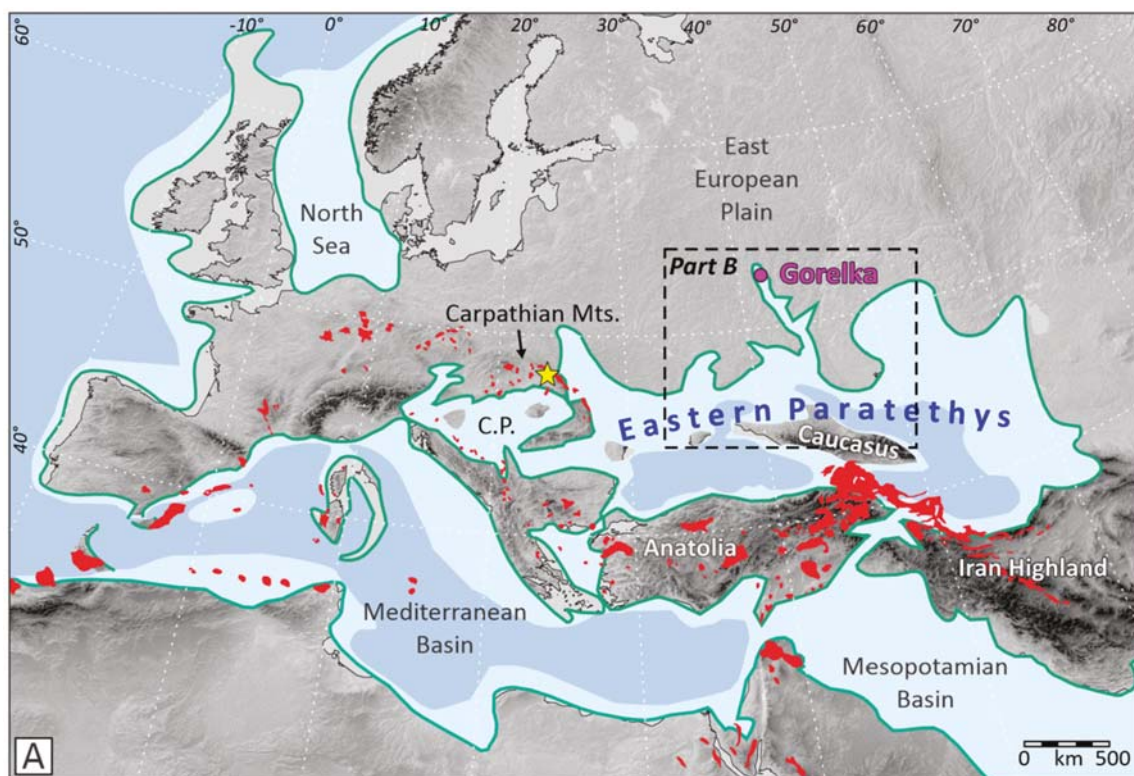 -10°
0°
10°
20°
30°
40°
50°
60°
70°
80°
90°
60°
50°
40°
North
Sea
East
European
Plain
Part B
Gorelka
Carpathian Mts.
C.P.
Eastern Paratethys
Caucasus
Anatolia
Iran Highland
Mediterranean
Basin
Mesopotamian
Basin
A
0 km 500